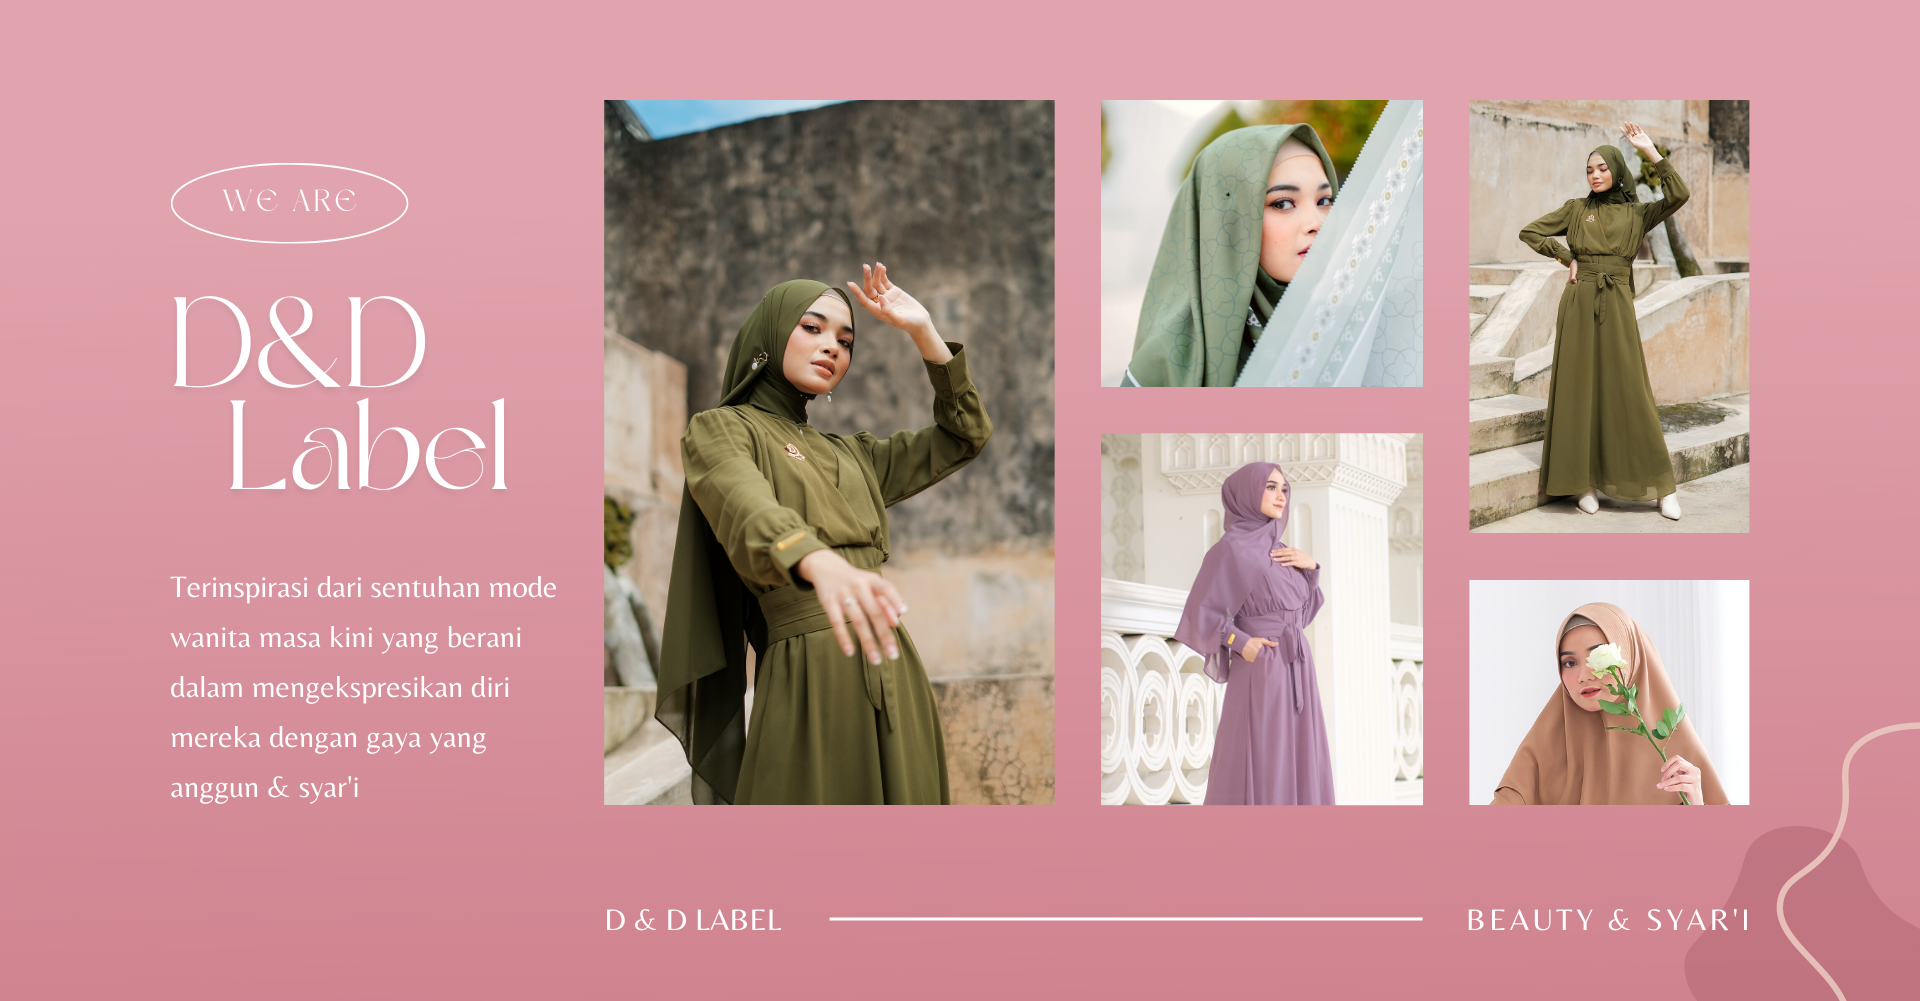 WE ARE
D&D
Label
Terinspirasi dari sentuhan mode
wanita masa kini yang berani
dalam mengekspresikan diri
mereka dengan gaya yang
anggun & syar'i
D & D LABEL
BEAUTY & SYAR'I